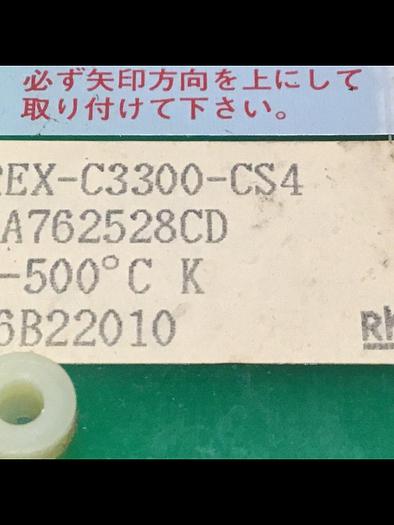 必ず矢印方向を上にして
取り付けて下さい。
REX-C3300-CS4
A762528CD
-500°C K
6B22010